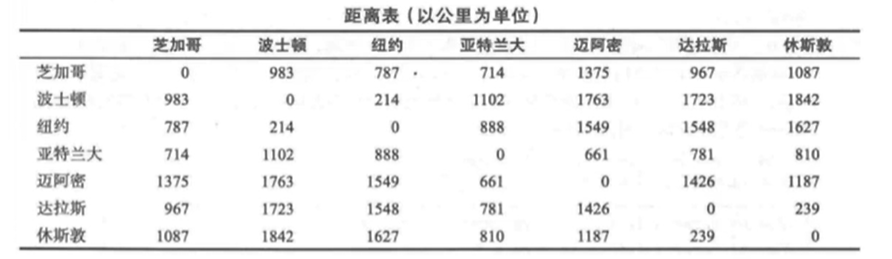 距离表（以公里为单位）
芝加哥 波士顿 纽约 亚特兰大 迈阿密 达拉斯 休斯敦
芝加哥 0 983 787 714 1375 967 1087
波士顿 983 0 214 1102 1763 1723 1842
纽约 787 214 0 888 1549 1548 1627
亚特兰大 714 1102 888 0 661 781 810
迈阿密 1375 1763 1549 661 0 1426 1187
达拉斯 967 1723 1548 781 1426 0 239
休斯敦 1087 1842 1627 810 1187 239 0